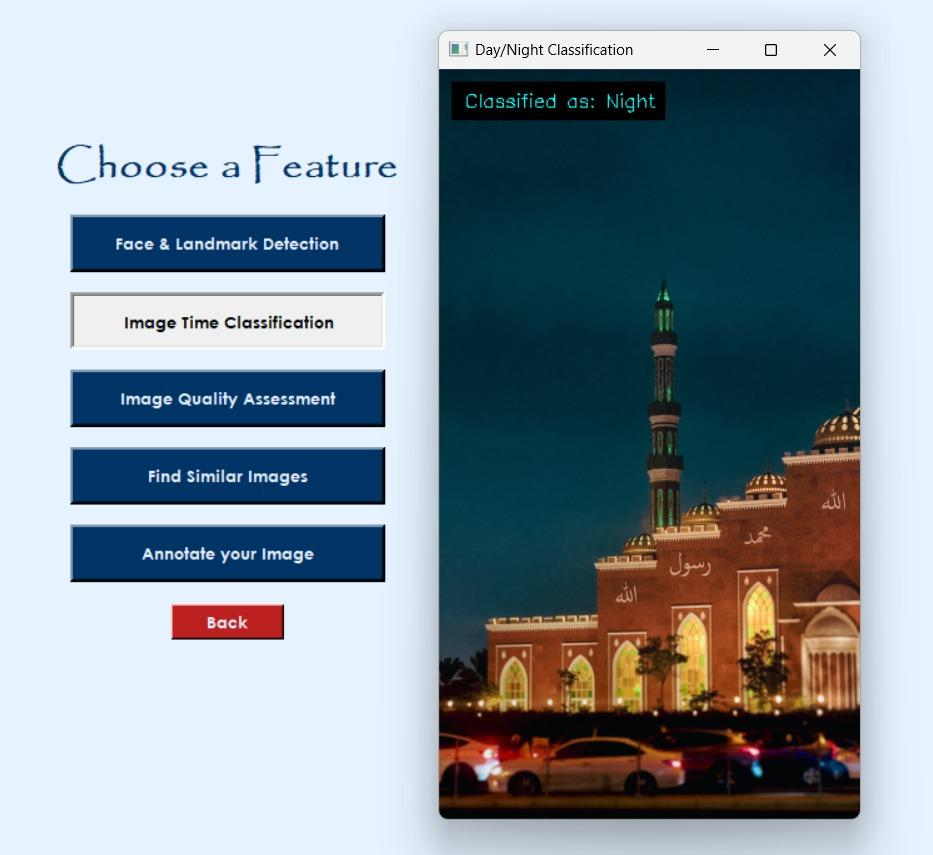 Choose a Feature
Face & Landmark Detection
Image Time Classification
Image Quality Assessment
Find Similar Images
Annotate your Image
Back
Day/Night Classification
Classified as: Night
الله
محمد
رسول
الله